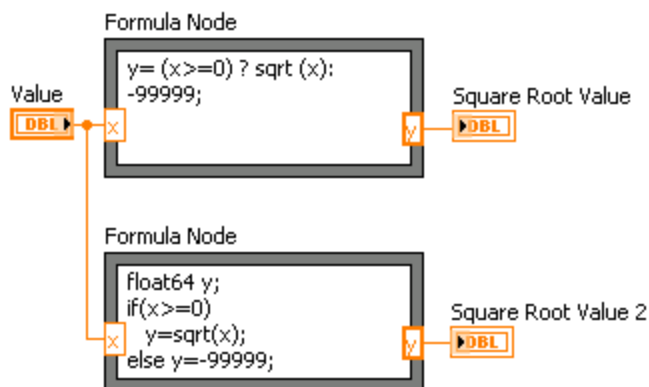 Formula Node
y= (x>=0) ? sqrt (x):
-99999;
Value
DBL
x
y
Square Root Value
DBL
Formula Node
float64 y;
if(x>=0)
y=sqrt(x);
else y=-99999;
x
y
Square Root Value 2
DBL